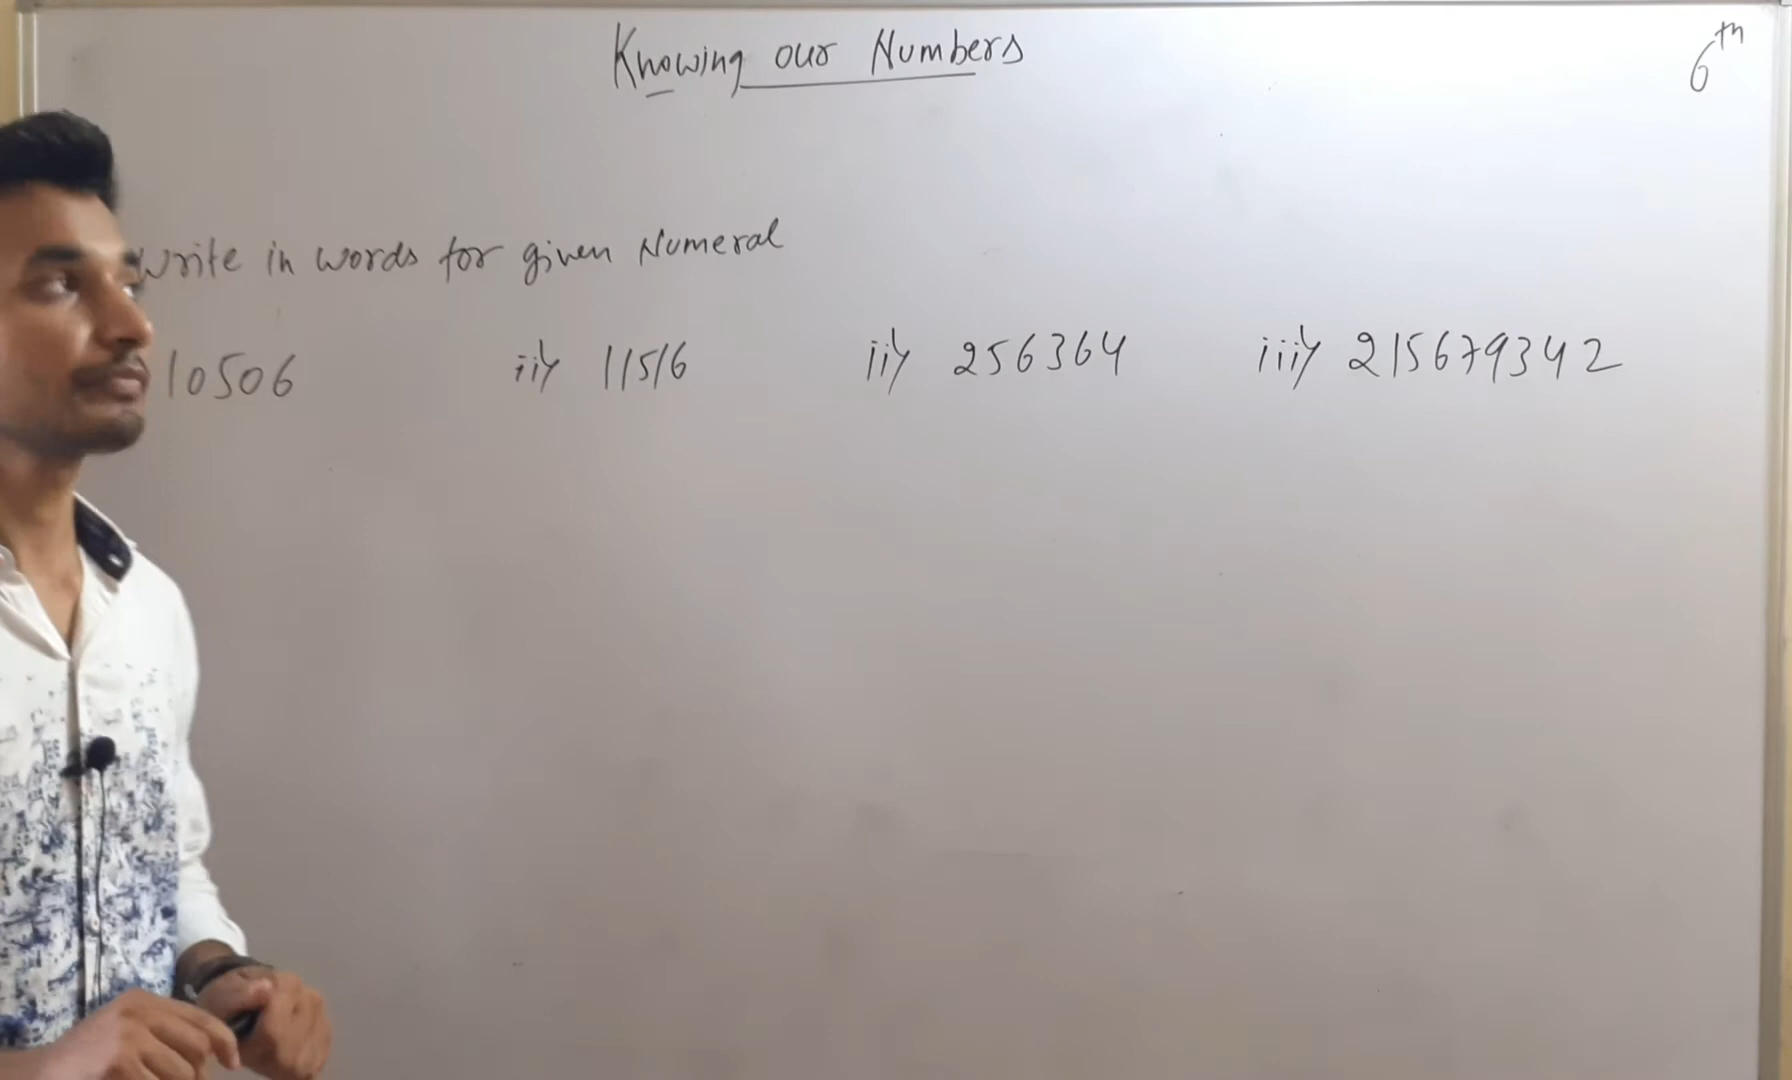 Knowing our Numbers
6th
write in words for given Numeral
10506 ii) 11516 ii) 256364 iii) 215679342